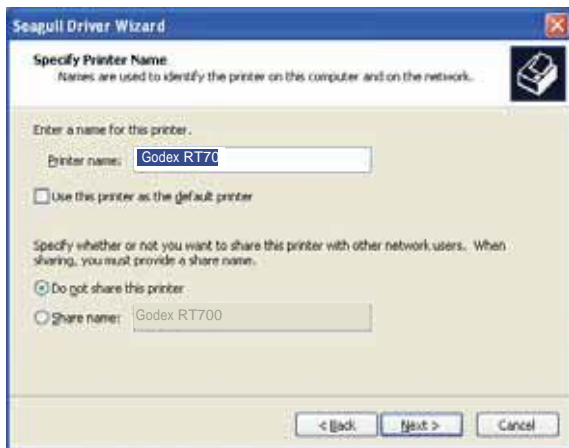 Seagull Driver Wizard
Specify Printer Name
Names are used to identify the printer on this computer and on the network.
Enter a name for this printer.
Printer name: Godex RT70
Use this printer as the default printer
Specify whether or not you want to share this printer with other network users. When
sharing, you must provide a share name.
Do not share this printer
Share name: Godex RT700
< Back Next > Cancel